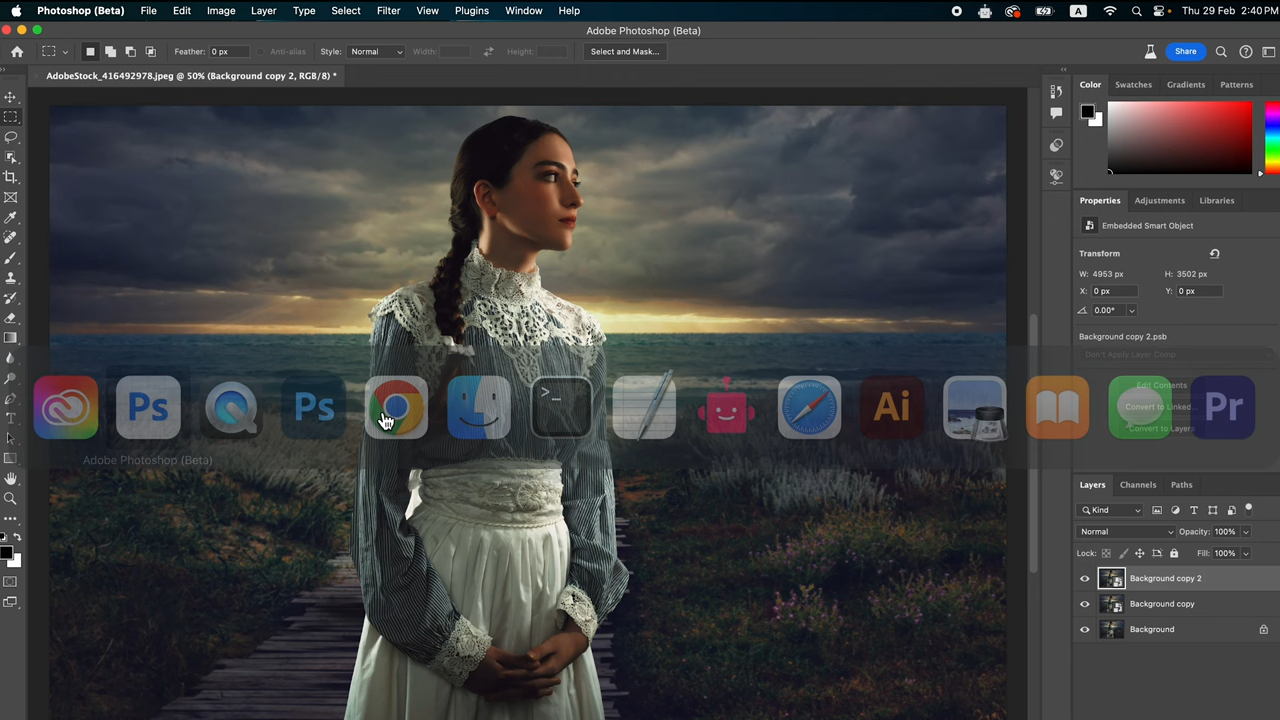 Photoshop (Beta) File Edit Image Layer Type Select Filter View Plugins Window Help A Thu 29 Feb 2:40 PM
Adobe Photoshop (Beta)
Feather: 0 px Anti-alias Style: Normal Width: Height: Select and Mask... Share
AdobeStock_416492978.jpeg @ 50% (Background copy 2, RGB/8) *
Color Swatches Gradients Patterns
Properties Adjustments Libraries
Embedded Smart Object
Transform
W: 4953 px H: 3502 px
X: 0 px Y: 0 px
0.00°
Background copy 2.psb
Don't Apply Layer Comp
Edit Contents
Convert to Linked...
Convert to Layers
Ps Ps >_ Ai Pr
Adobe Photoshop (Beta)
Layers Channels Paths
Kind
Normal Opacity: 100%
Lock: Fill: 100%
Background copy 2
Background copy
Background